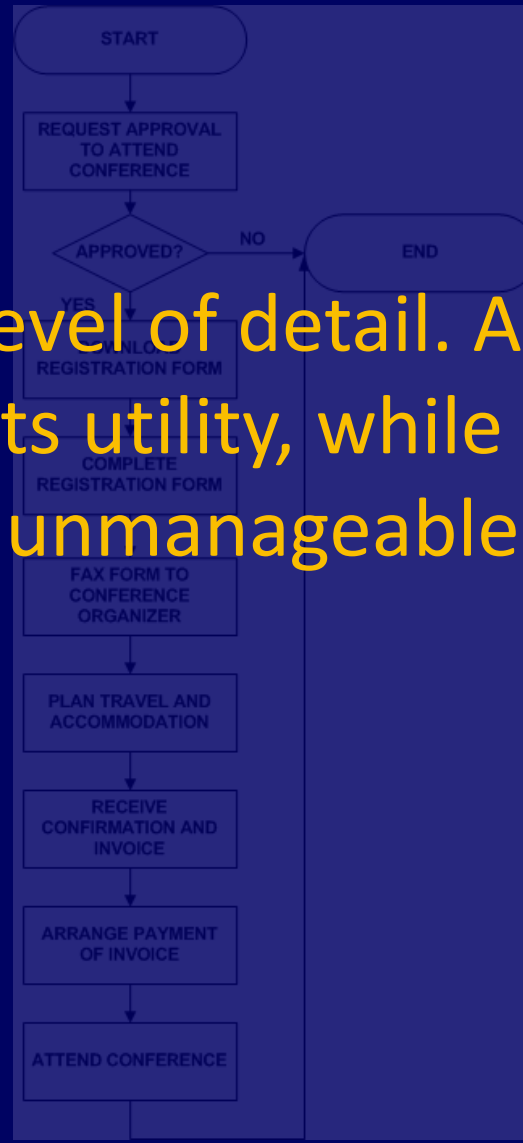 START
REQUEST APPROVAL
TO ATTEND
CONFERENCE
APPROVED?
NO
END
YES
evel of detail. A
DOWNLOAD
REGISTRATION FORM
ts utility, while
COMPLETE
REGISTRATION FORM
unmanageable
FAX FORM TO
CONFERENCE
ORGANIZER
PLAN TRAVEL AND
ACCOMMODATION
RECEIVE
CONFIRMATION AND
INVOICE
ARRANGE PAYMENT
OF INVOICE
ATTEND CONFERENCE